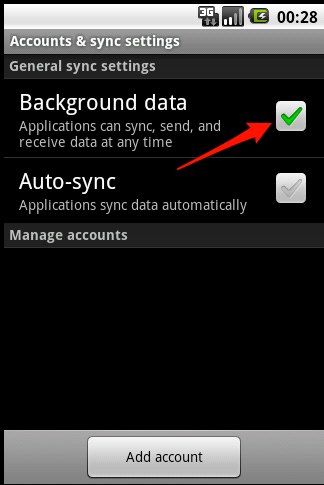 3G 00:28
Accounts & sync settings
General sync settings
Background data
Applications can sync, send, and
receive data at any time
Auto-sync
Applications sync data automatically
Manage accounts
Add account